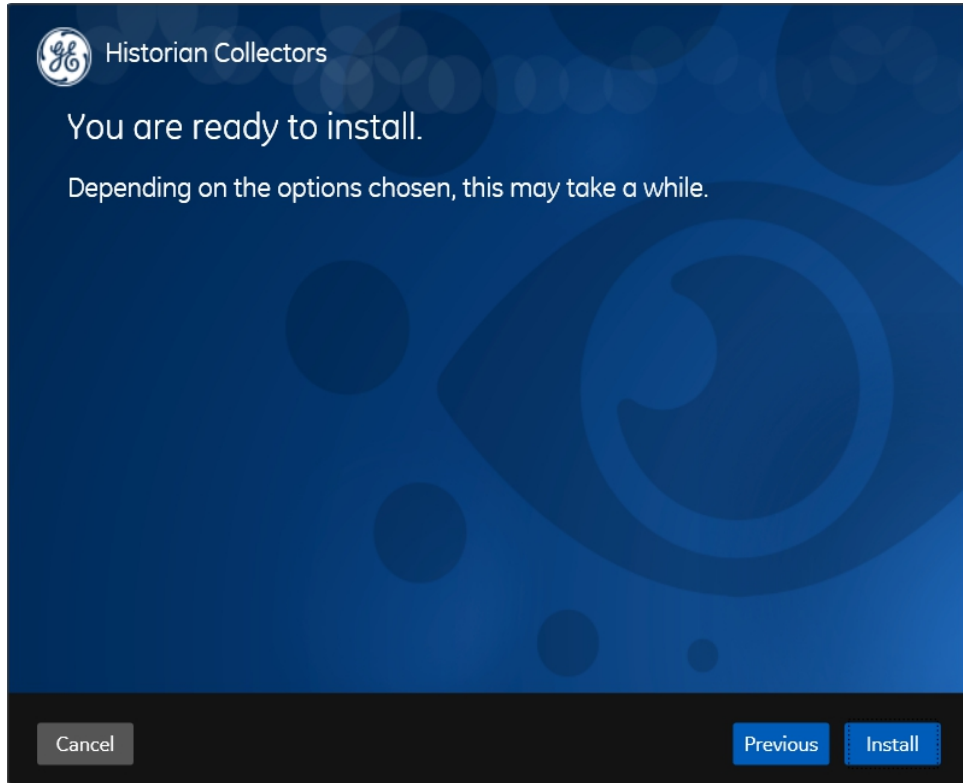 Historian Collectors
You are ready to install.
Depending on the options chosen, this may take a while.
Cancel
Previous
Install